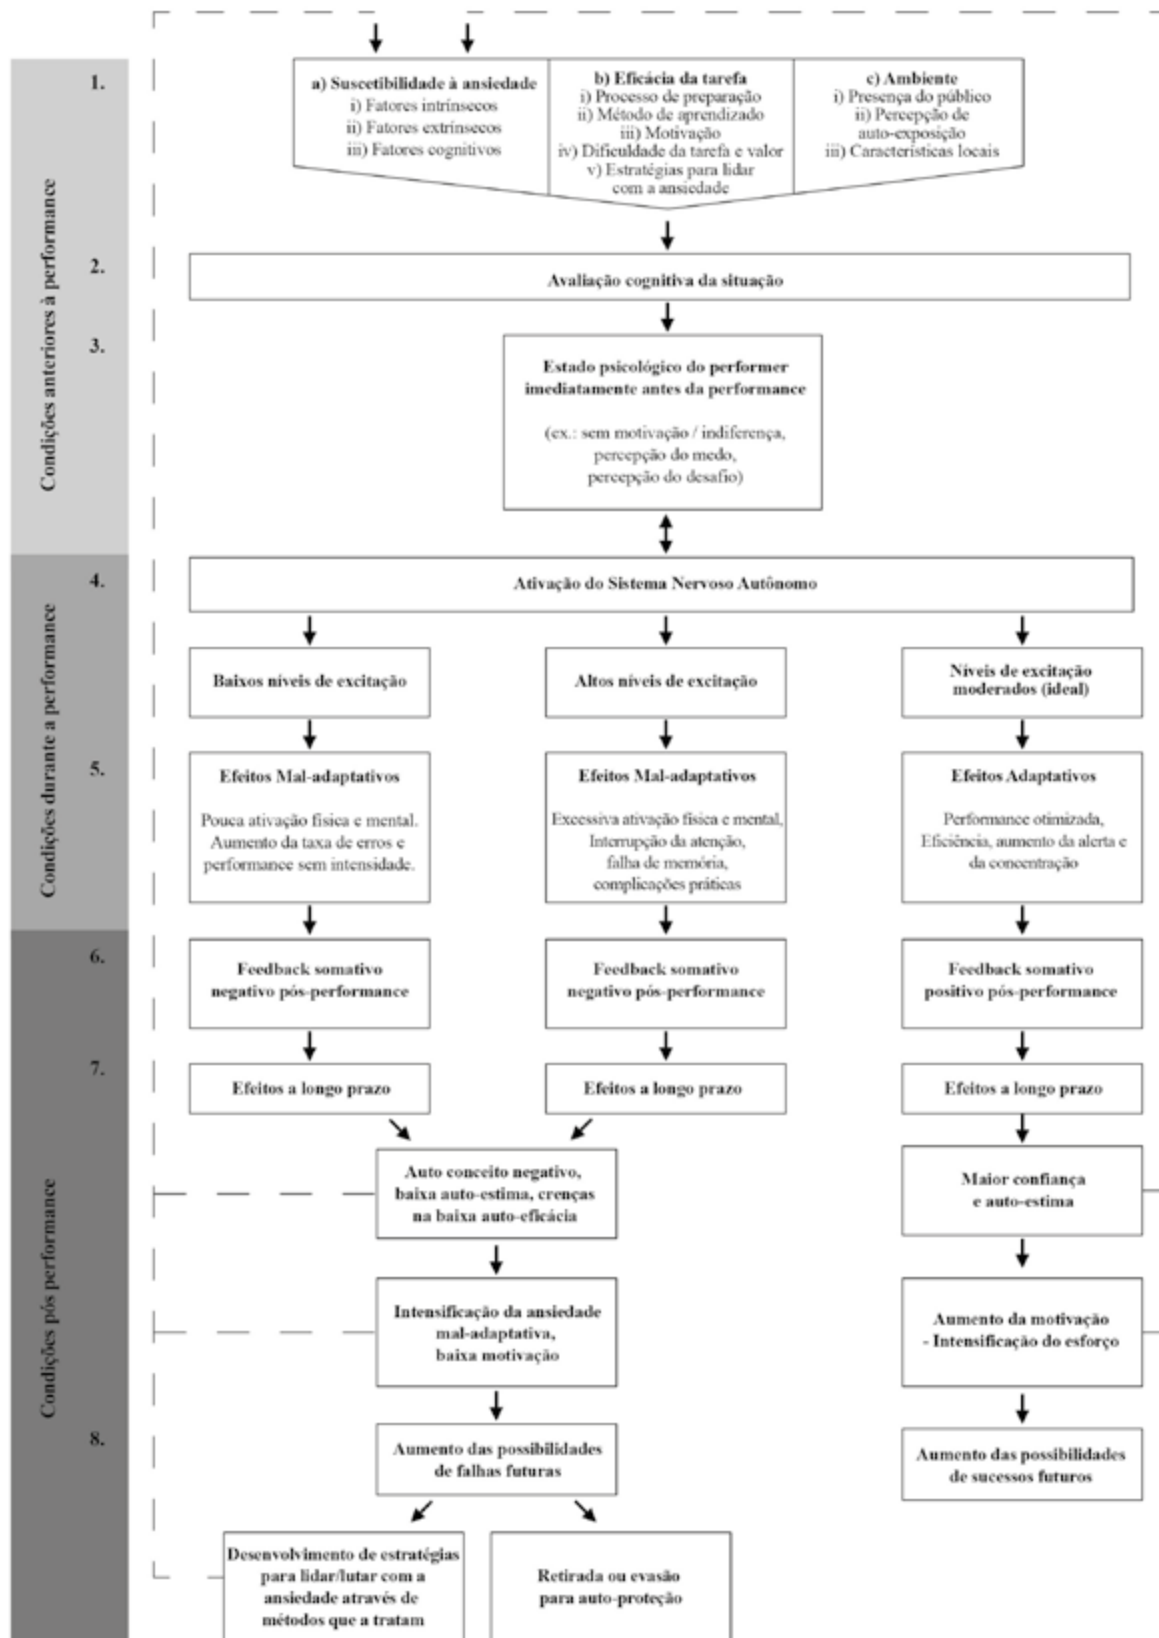 Condições anteriores à performance
1.
a) Suscetibilidade à ansiedade
i) Fatores intrínsecos
ii) Fatores extrínsecos
iii) Fatores cognitivos
b) Eficácia da tarefa
i) Processo de preparação
ii) Método de aprendizado
iii) Motivação
iv) Dificuldade da tarefa e valor
v) Estratégias para lidar
com a ansiedade
c) Ambiente
i) Presença do público
ii) Percepção de
auto-exposição
iii) Características locais
2.
Avaliação cognitiva da situação
3.
Estado psicológico do performer
imediatamente antes da performance
(ex.: sem motivação / indiferença,
percepção do medo,
percepção do desafio)
Condições durante a performance
4.
Ativação do Sistema Nervoso Autônomo
Baixos níveis de excitação
Altos níveis de excitação
Níveis de excitação
moderados (ideal)
5.
Efeitos Mal-adaptativos
Pouca ativação física e mental.
Aumento da taxa de erros e
performance sem intensidade.
Efeitos Mal-adaptativos
Excessiva ativação física e mental,
Interrupção da atenção,
falha de memória,
complicações práticas
Efeitos Adaptativos
Performance otimizada,
Eficiência, aumento da alerta e
da concentração
Condições pós performance
6.
Feedback somativo
negativo pós-performance
Feedback somativo
negativo pós-performance
Feedback somativo
positivo pós-performance
7.
Efeitos a longo prazo
Efeitos a longo prazo
Efeitos a longo prazo
Auto conceito negativo,
baixa auto-estima, crenças
na baixa auto-eficácia
Maior confiança
e auto-estima
Intensificação da ansiedade
mal-adaptativa,
baixa motivação
Aumento da motivação
- Intensificação do esforço
8.
Aumento das possibilidades
de falhas futuras
Aumento das possibilidades
de sucessos futuros
Desenvolvimento de estratégias
para lidar/lutar com a
ansiedade através de
métodos que a tratam
Retirada ou evasão
para auto-proteção